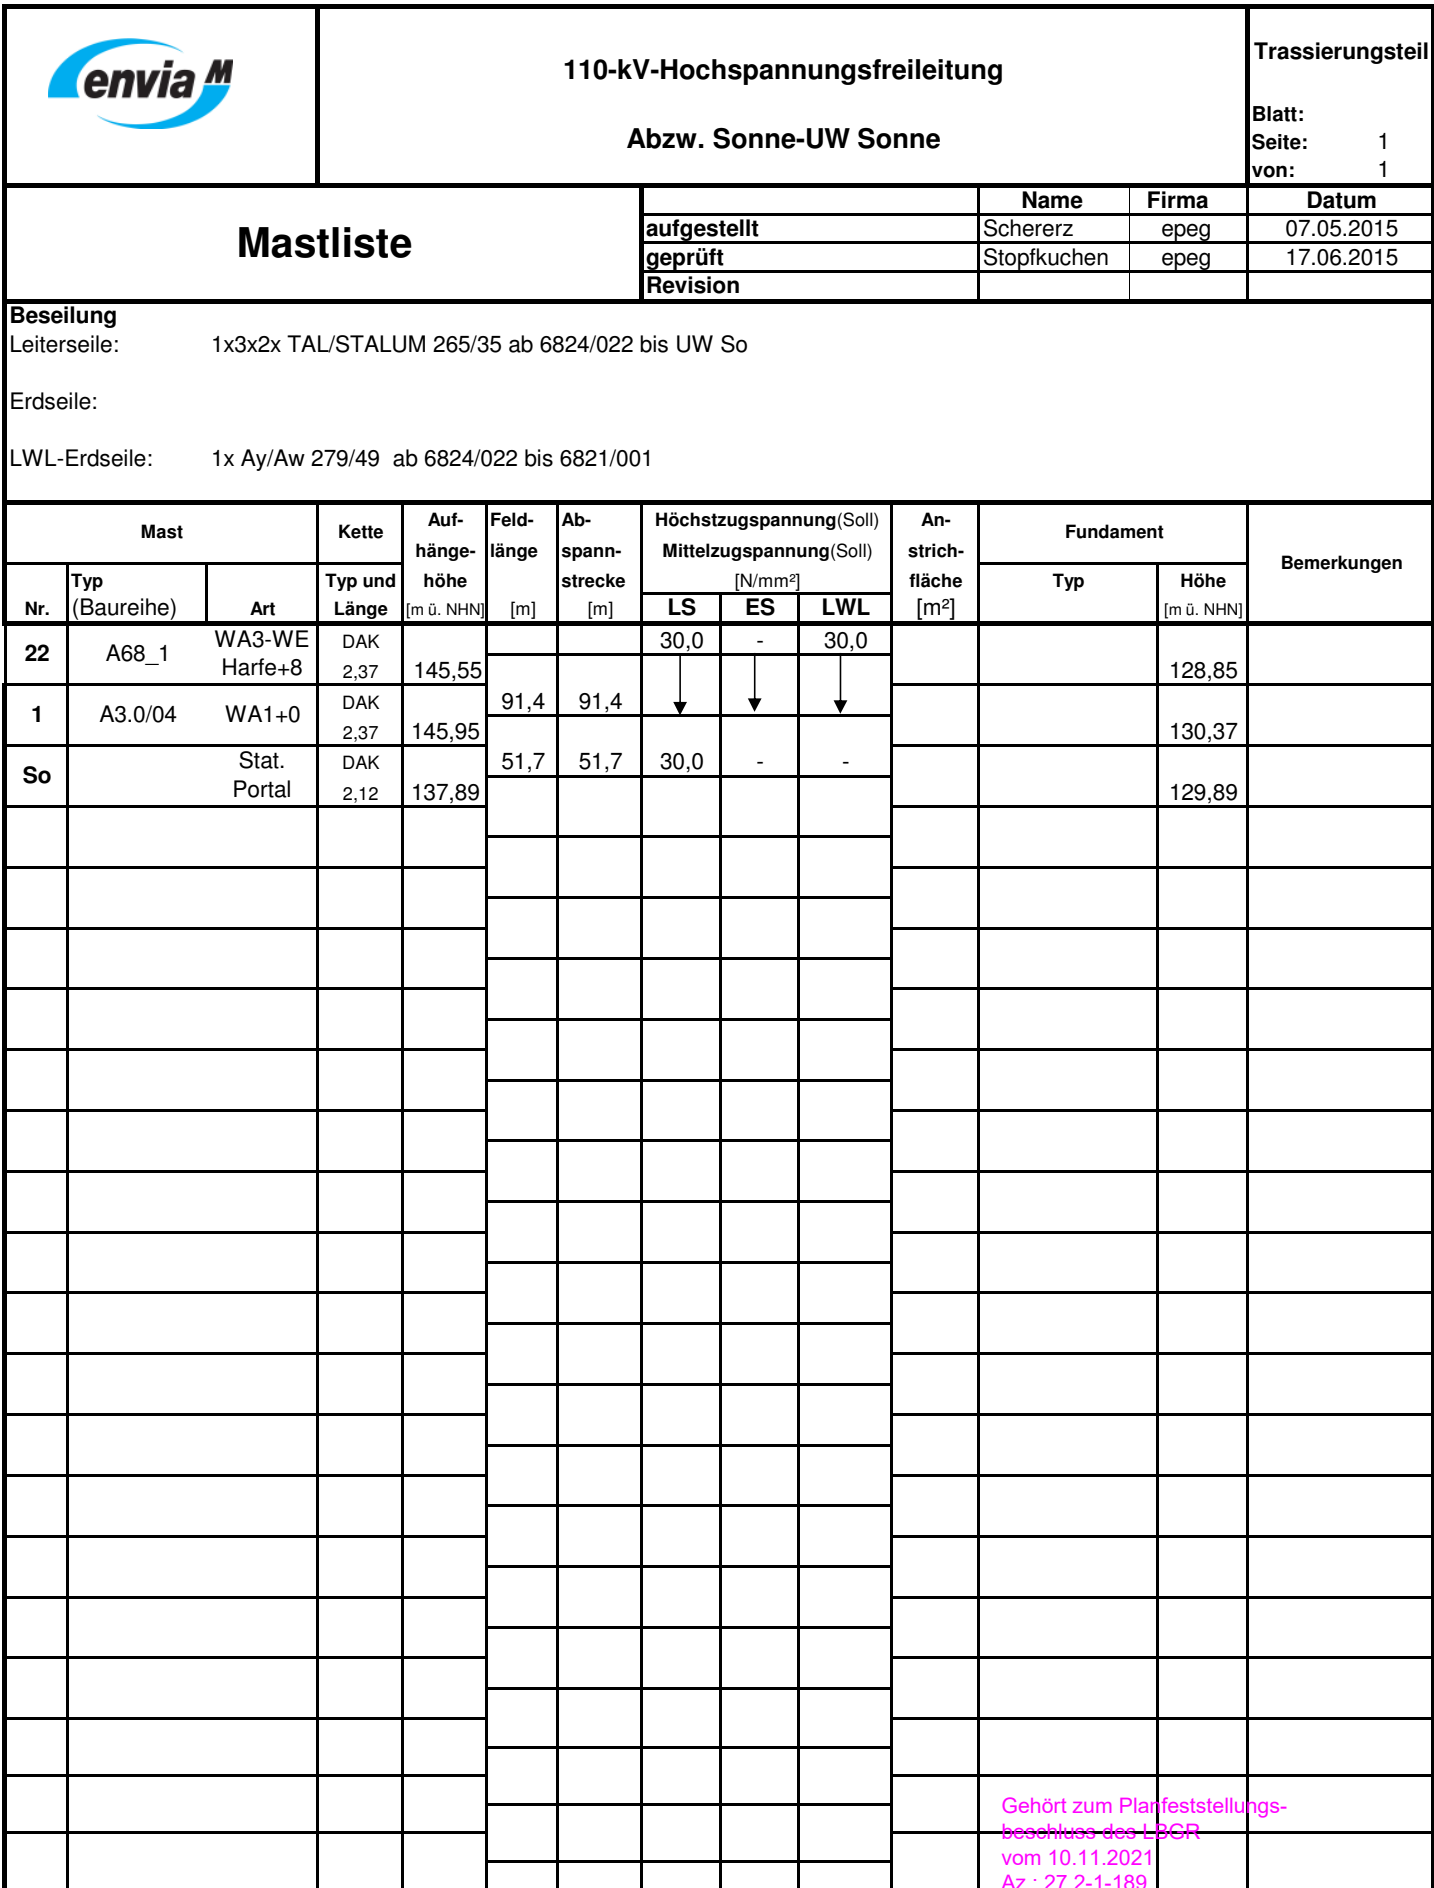 envia M
110-kV-Hochspannungsfreileitung
Abzw. Sonne-UW Sonne
Trassierungsteil
Blatt:
Seite: 1
von: 1
Mastliste
Name Firma Datum
aufgestellt Schererz epeg 07.05.2015
geprüft Stopfkuchen epeg 17.06.2015
Revision
Beseilung
Leiterseile: 1x3x2x TAL/STALUM 265/35 ab 6824/022 bis UW So
Erdseile:
LWL-Erdseile: 1x Ay/Aw 279/49 ab 6824/022 bis 6821/001
Mast Kette Auf- Feld- Ab- Höchstzugspannung(Soll) An- Fundament Bemerkungen
hänge- länge spann- Mittelzugspannung(Soll) strich-
Typ Typ und höhe strecke [N/mm²] fläche Typ Höhe
Nr. (Baureihe) Art Länge [m ü. NHN] [m] [m] LS ES LWL [m²] [m ü. NHN]
22 A68_1 WA3-WE DAK 30,0 - 30,0
Harfe+8 2,37 145,55 128,85
1 A3.0/04 WA1+0 DAK 91,4 91,4
2,37 145,95 130,37
So Stat. DAK 51,7 51,7 30,0 - -
Portal 2,12 137,89 129,89
Gehört zum Planfeststellungs-
beschluss des LBGR
vom 10.11.2021
Az.: 27.2-1-189